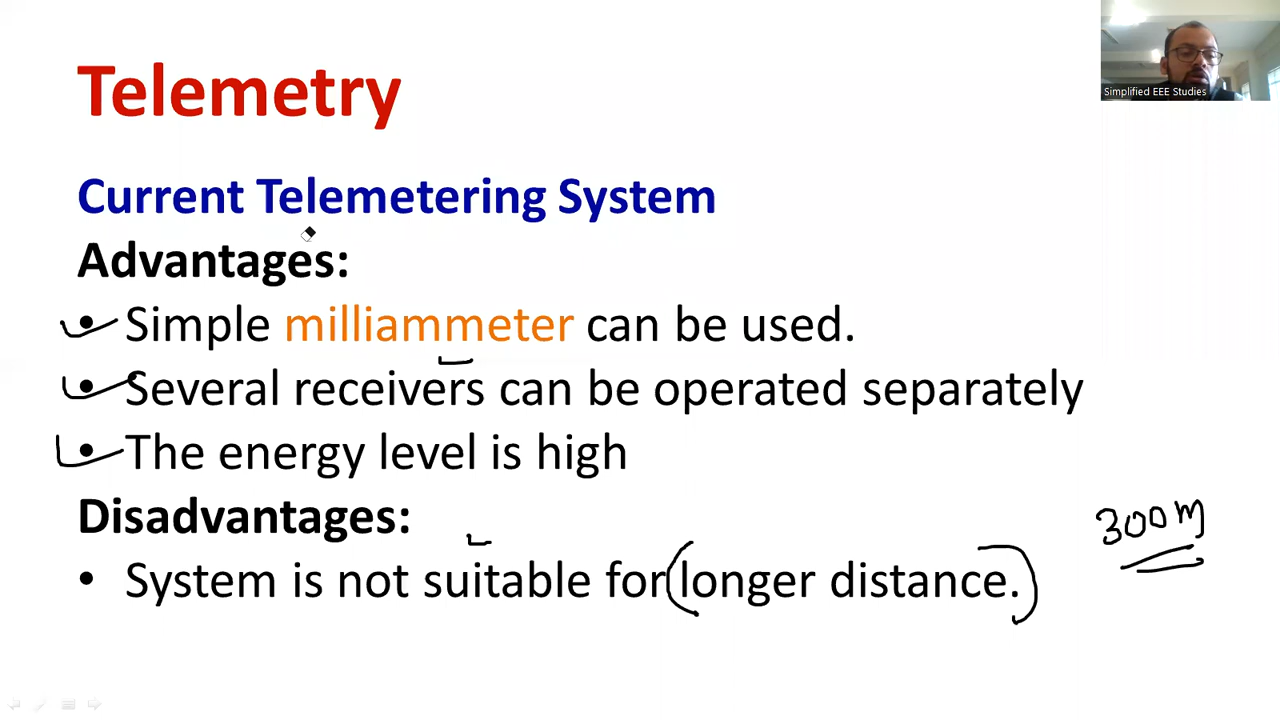 Telemetry
Simplified EEE Studies
Current Telemetering System
Advantages:
• Simple milliammeter can be used.
• Several receivers can be operated separately
• The energy level is high
Disadvantages:
300 m
• System is not suitable for (longer distance.)